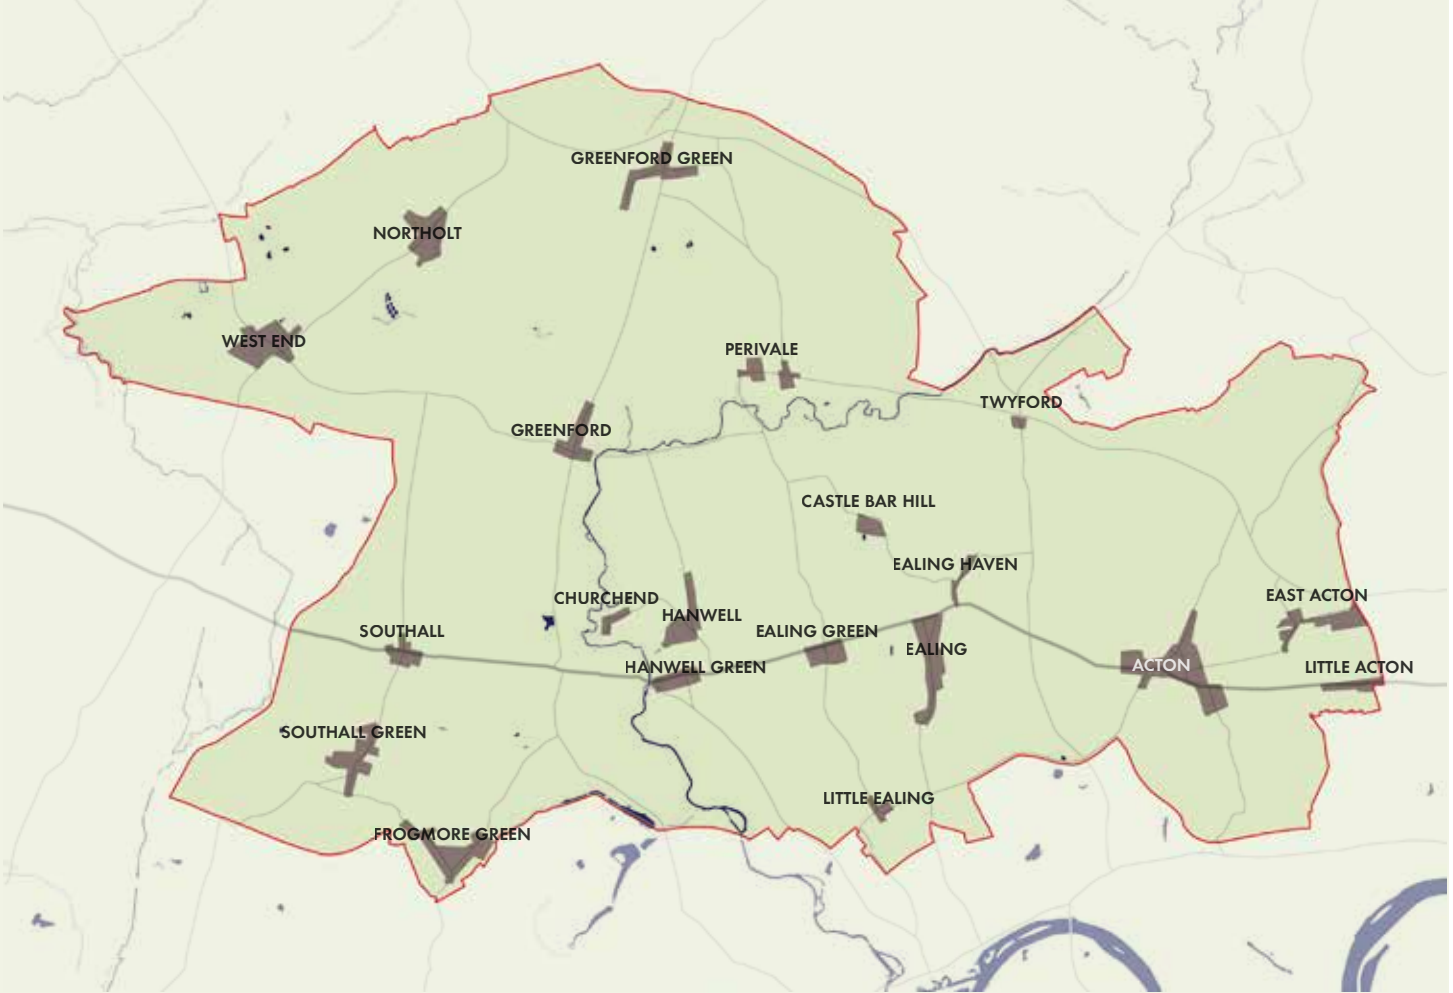 GREENFORD GREEN
NORTHOLT
WEST END
PERIVALE
TWYFORD
GREENFORD
CASTLE BAR HILL
EALING HAVEN
CHURCHEND
HANWELL
EAST ACTON
SOUTHALL
EALING GREEN
EALING
HANWELL GREEN
ACTON
LITTLE ACTON
SOUTHALL GREEN
LITTLE EALING
FROGMORE GREEN